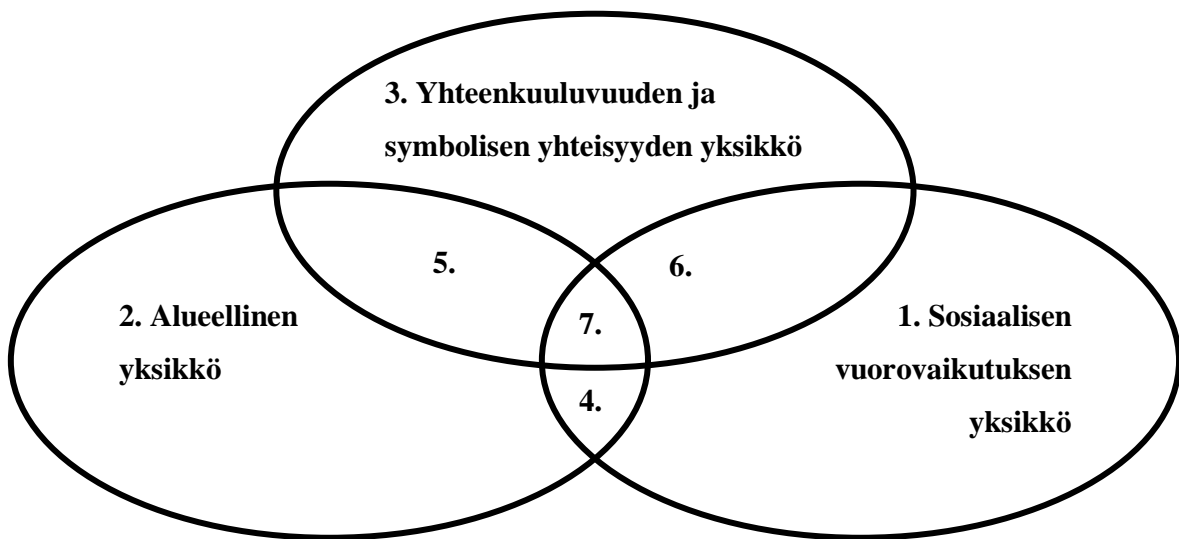 3. Yhteenkuuluvuuden ja
symbolisen yhteisyyden yksikkö
5.
6.
2. Alueellinen
yksikkö
7.
1. Sosiaalisen
vuorovaikutuksen
yksikkö
4.